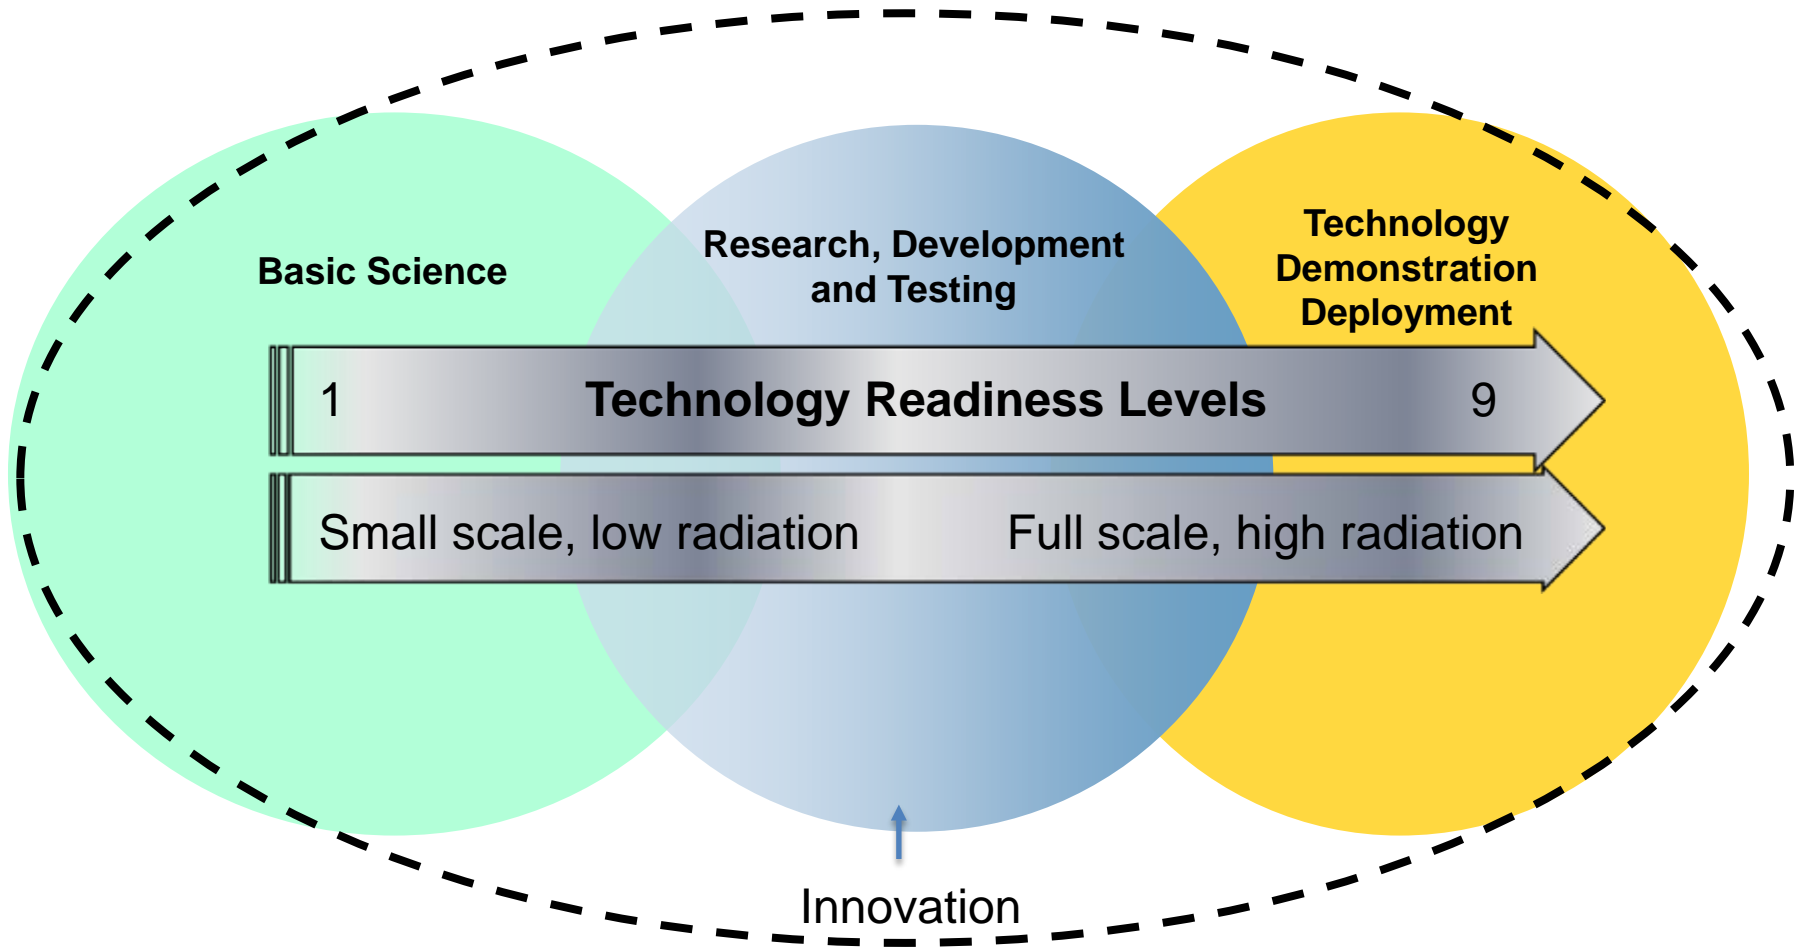 Basic Science
Research, Development
and Testing
Technology
Demonstration
Deployment
1 Technology Readiness Levels 9
Small scale, low radiation Full scale, high radiation
Innovation